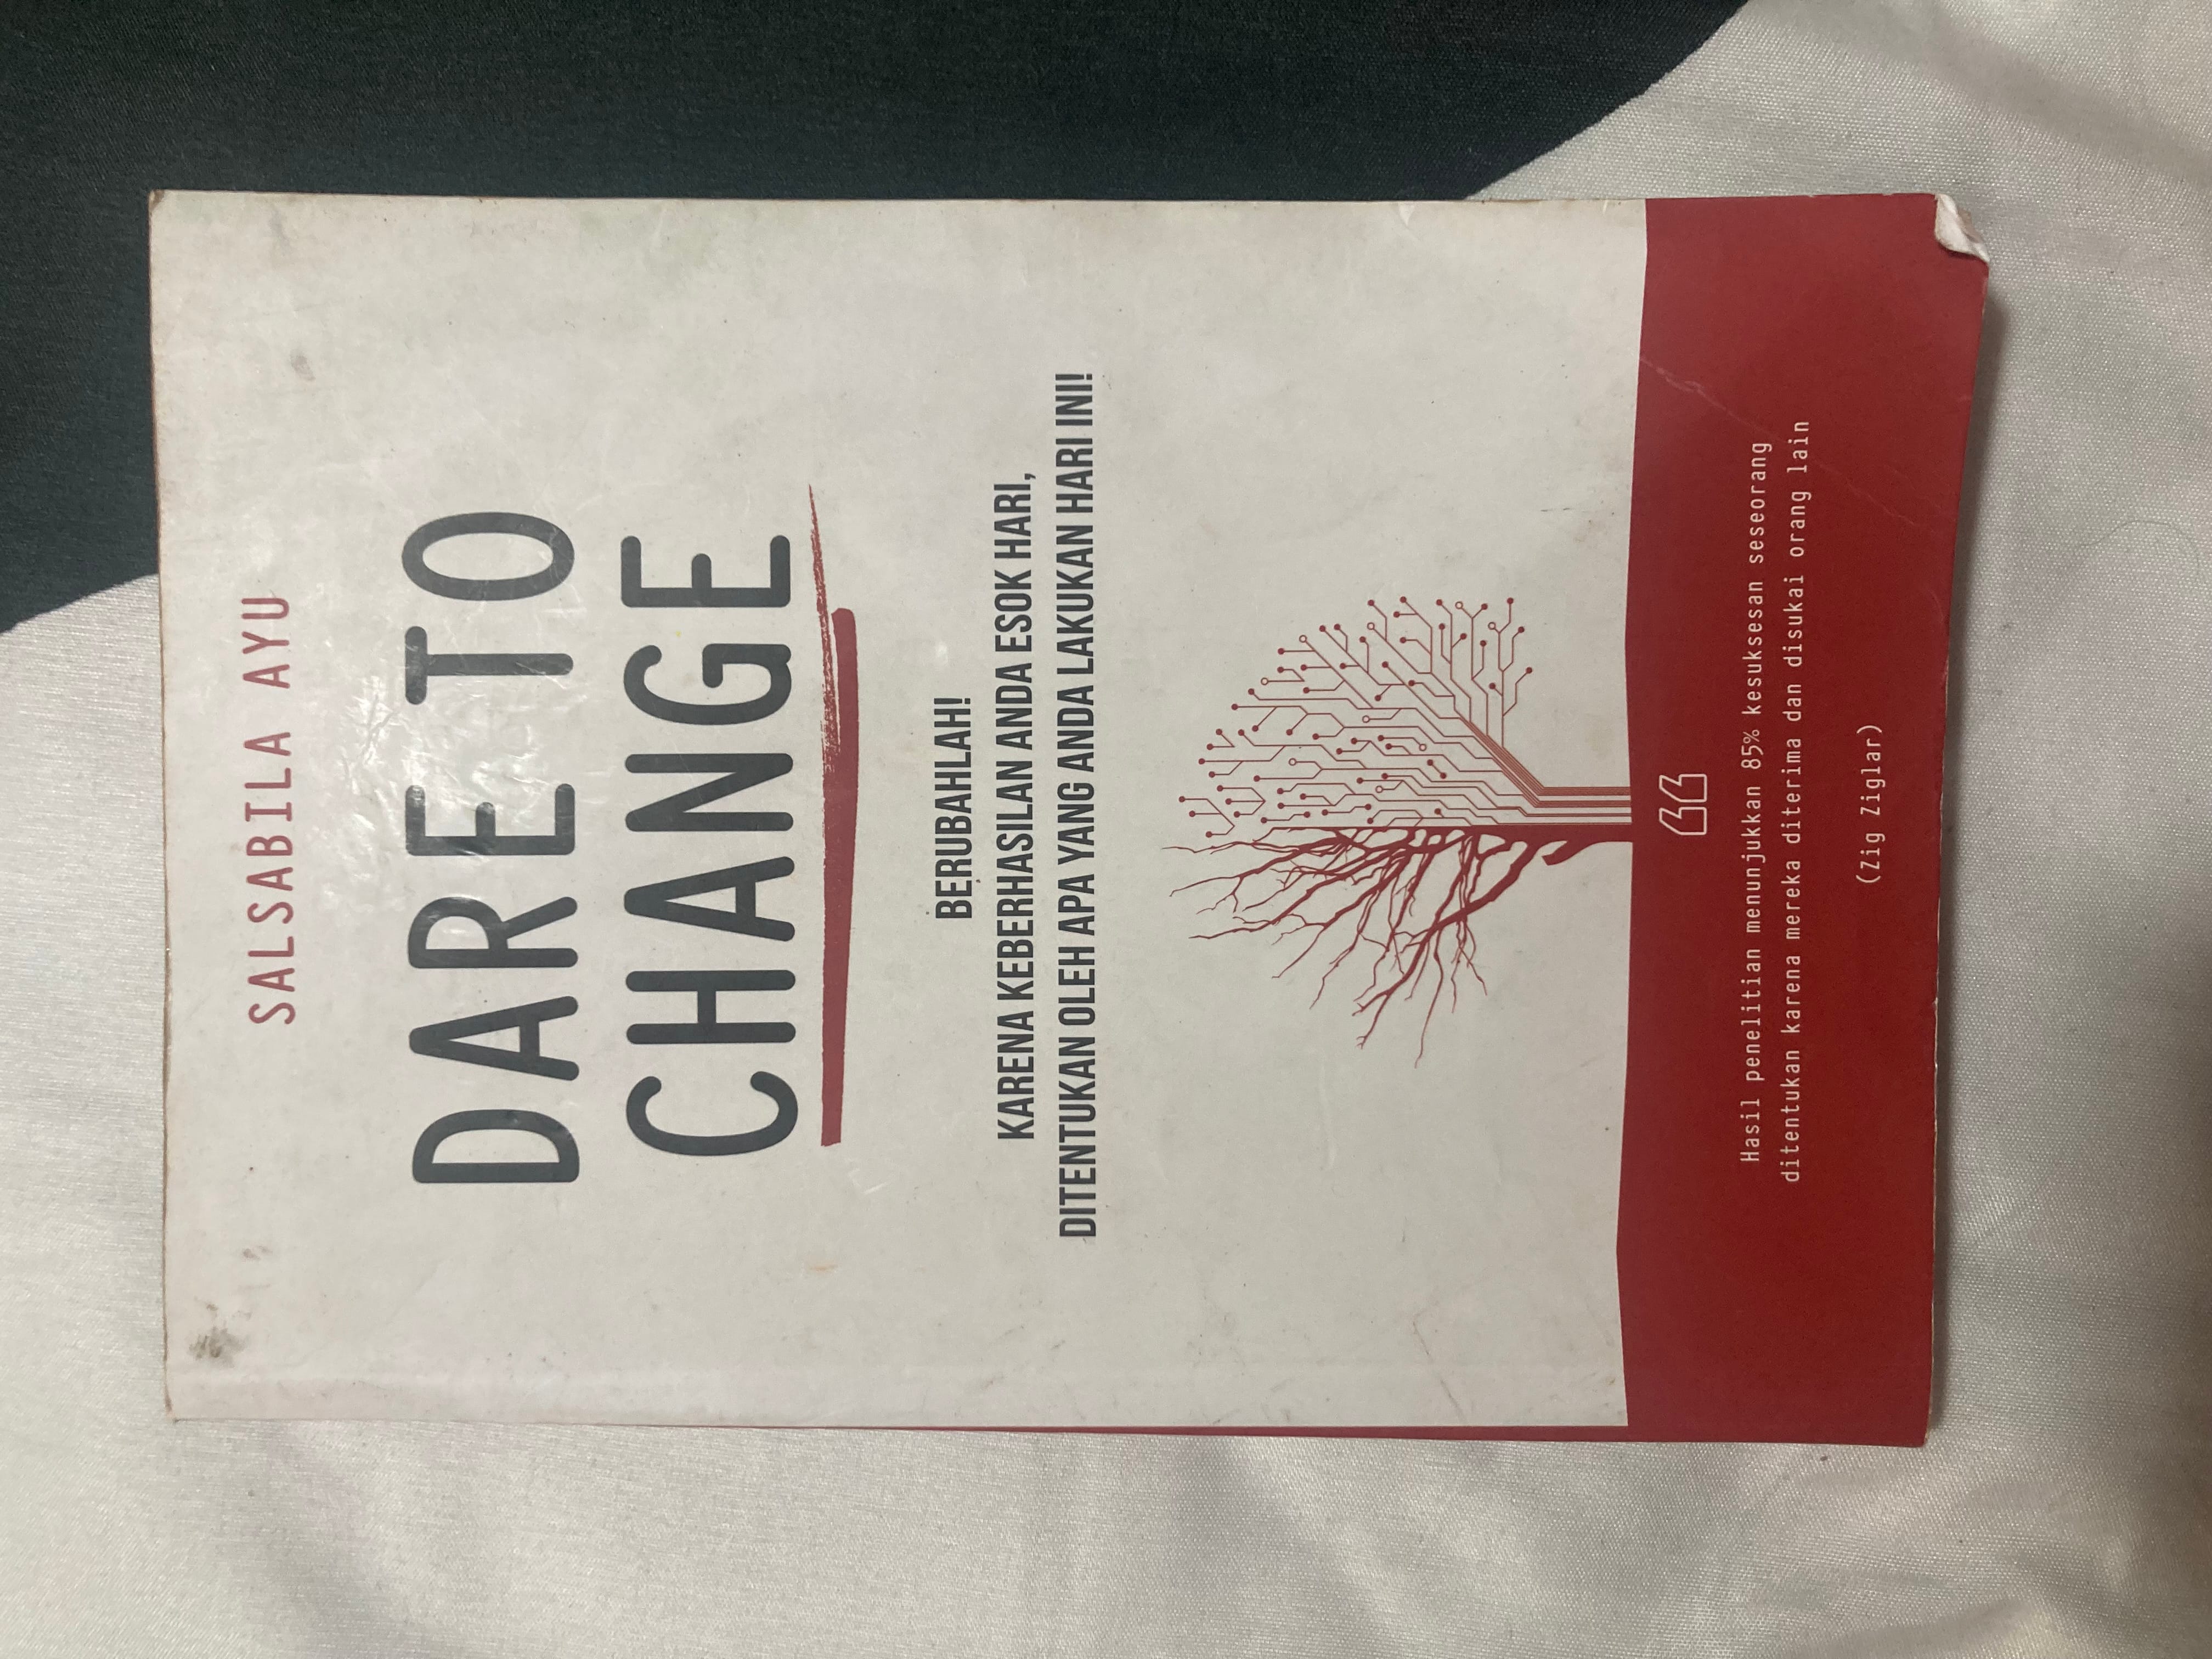 SALSABILA AYU
DARE TO
CHANGE
BERUBAHLAH!
KARENA KEBERHASILAN ANDA ESOK HARI,
DITENTUKAN OLEH APA YANG ANDA LAKUKAN HARI INI!
Hasil penelitian menunjukkan 85% kesuksesan seseorang
ditentukan karena mereka diterima dan disukai orang lain
(Zig Ziglar)